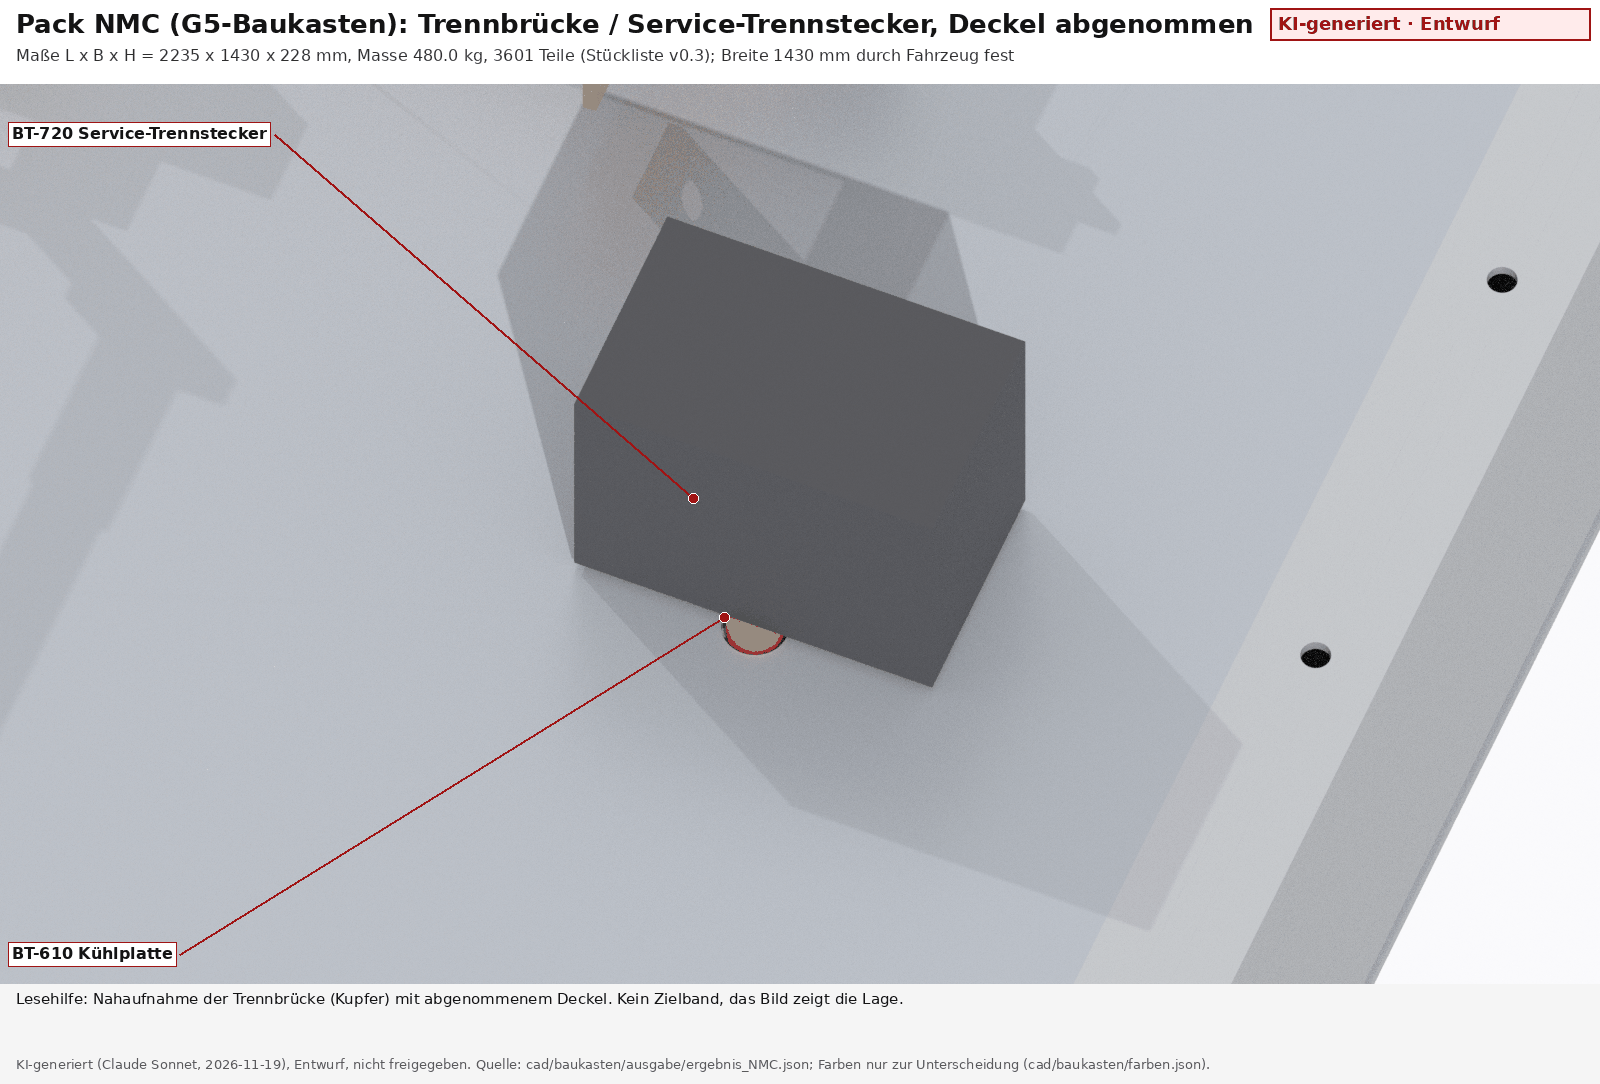 Pack NMC (G5-Baukasten): Trennbrücke / Service-Trennstecker, Deckel abgenommen
KI-generiert · Entwurf
Maße L x B x H = 2235 x 1430 x 228 mm, Masse 480.0 kg, 3601 Teile (Stückliste v0.3); Breite 1430 mm durch Fahrzeug fest
BT-720 Service-Trennstecker
BT-610 Kühlplatte
Lesehilfe: Nahaufnahme der Trennbrücke (Kupfer) mit abgenommenem Deckel. Kein Zielband, das Bild zeigt die Lage.
KI-generiert (Claude Sonnet, 2026-11-19), Entwurf, nicht freigegeben. Quelle: cad/baukasten/ausgabe/ergebnis_NMC.json; Farben nur zur Unterscheidung (cad/baukasten/farben.json).